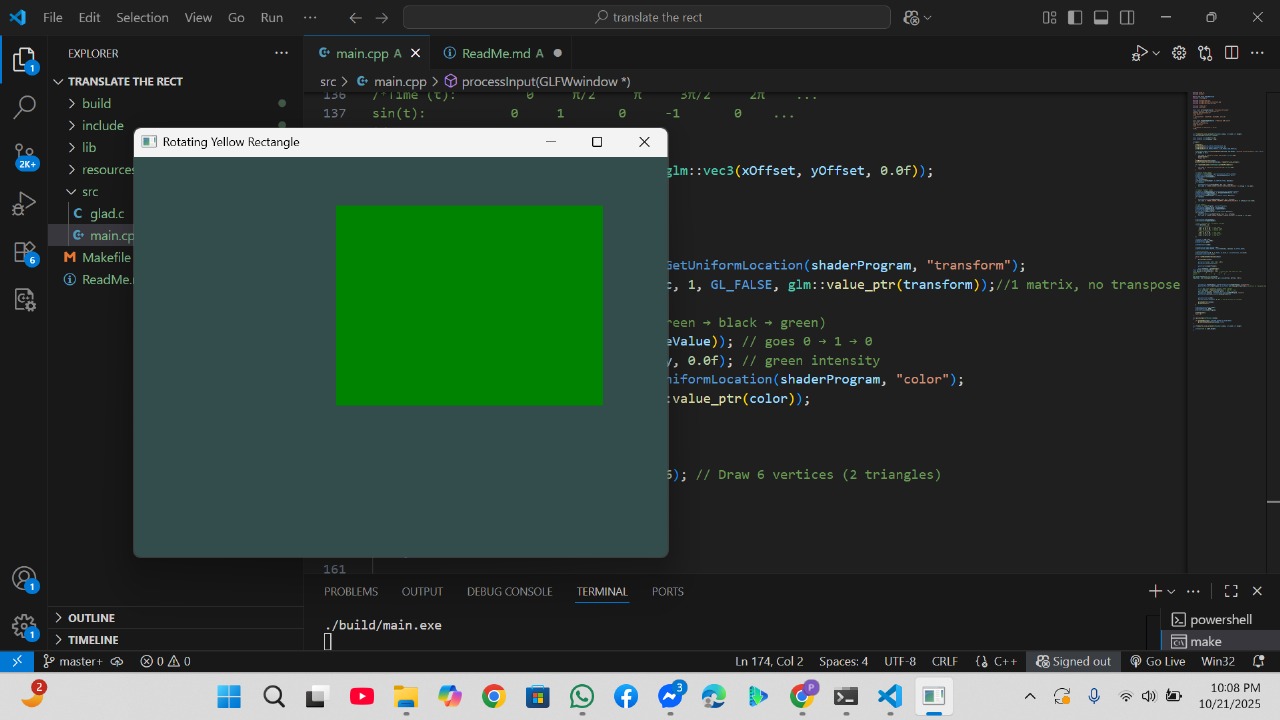 File Edit Selection View Go Run ··· translate the rect
EXPLORER ···
main.cpp A
ReadMe.md A
TRANSLATE THE RECT
src > main.cpp > processInput(GLFWwindow *)
build
include
lib
resources
src
glad.c
main.cp
Makefile
ReadMe.
136 /*Time (t): 0 π/2 π 3π/2 2π ...
137 sin(t): 0 1 0 -1 0 ...
Rotating Yellow Rectangle
glm::vec3(xOffset, yOffset, 0.0f));
etUniformLocation(shaderProgram, "transform");
, 1, GL_FALSE, glm::value_ptr(transform));//1 matrix, no transpose
reen → black → green)
eValue)); // goes 0 → 1 → 0
, 0.0f); // green intensity
niformLocation(shaderProgram, "color");
:value_ptr(color));
6); // Draw 6 vertices (2 triangles)
161
PROBLEMS OUTPUT DEBUG CONSOLE TERMINAL PORTS
./build/main.exe
powershell
make
OUTLINE
TIMELINE
2K+
6
1
1
1
master+ 0 0 Ln 174, Col 2 Spaces: 4 UTF-8 CRLF {} C++ Signed out Go Live Win32
2
3
P
10:08 PM
10/21/2025